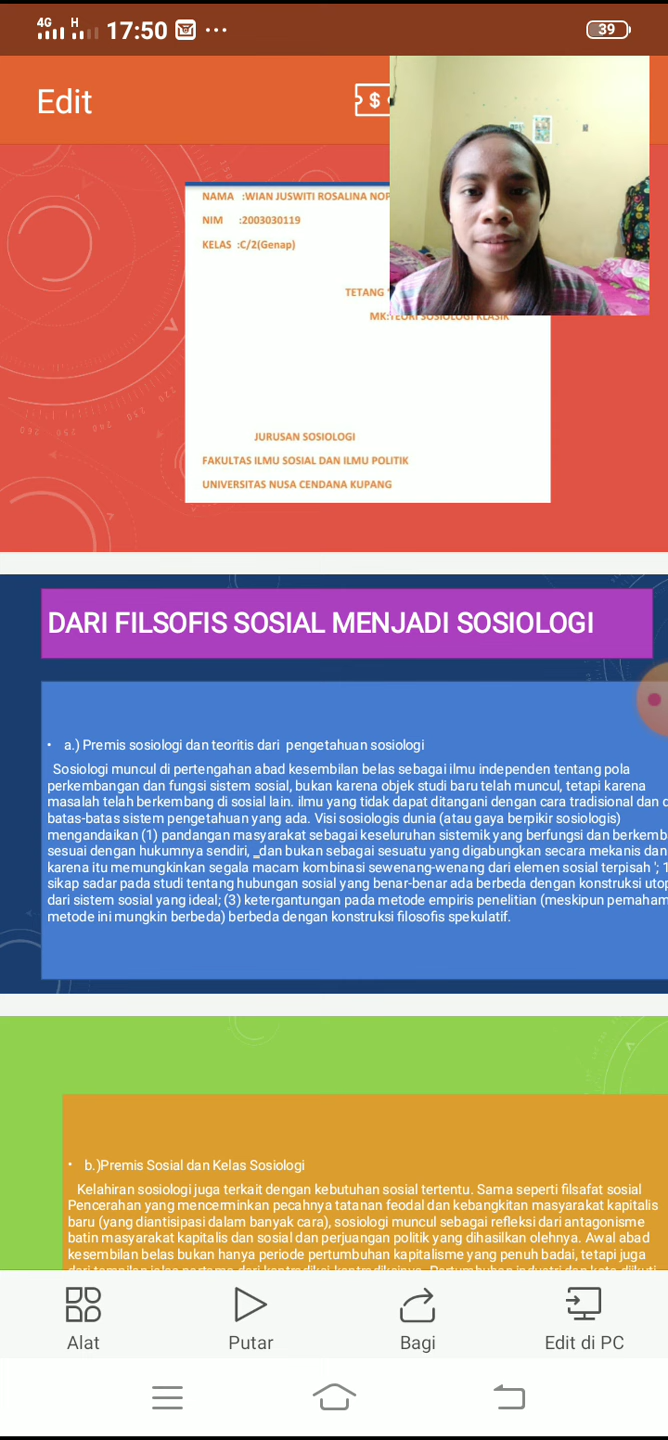 4G H 17:50 39
Edit
NAMA :WIAN JUSWITI ROSALINA
NIM :2003030119
KELAS :C/2(Genap)
TETANG
MK:TEORI SOSIOLOGI KLASIK
JURUSAN SOSIOLOGI
FAKULTAS ILMU SOSIAL DAN ILMU POLITIK
UNIVERSITAS NUSA CENDANA KUPANG
DARI FILSOFIS SOSIAL MENJADI SOSIOLOGI
• a.) Premis sosiologi dan teoritis dari pengetahuan sosiologi
Sosiologi muncul di pertengahan abad kesembilan belas sebagai ilmu independen tentang pola
perkembangan dan fungsi sistem sosial, bukan karena objek studi baru telah muncul, tetapi karena
masalah telah berkembang di sosial lain. ilmu yang tidak dapat ditangani dengan cara tradisional dan
batas-batas sistem pengetahuan yang ada. Visi sosiologis dunia (atau gaya berpikir sosiologis)
mengandaikan (1) pandangan masyarakat sebagai keseluruhan sistemik yang berfungsi dan
sesuai dengan hukumnya sendiri, „dan bukan sebagai sesuatu yang digabungkan secara mekanis dan
karena itu memungkinkan segala macam kombinasi sewenang-wenang dari elemen sosial terpisah ';
sikap sadar pada studi tentang hubungan sosial yang benar-benar ada berbeda dengan konstruksi
dari sistem sosial yang ideal; (3) ketergantungan pada metode empiris penelitian (meskipun
metode ini mungkin berbeda) berbeda dengan konstruksi filosofis spekulatif.
• b.)Premis Sosial dan Kelas Sosiologi
Kelahiran sosiologi juga terkait dengan kebutuhan sosial tertentu. Sama seperti filsafat sosial
Pencerahan yang mencerminkan pecahnya tatanan feodal dan kebangkitan masyarakat kapitalis
baru (yang diantisipasi dalam banyak cara), sosiologi muncul sebagai refleksi dari antagonisme
batin masyarakat kapitalis dan sosial dan perjuangan politik yang dihasilkan olehnya. Awal abad
kesembilan belas bukan hanya periode pertumbuhan kapitalisme yang penuh badai, tetapi juga
Alat Putar Bagi Edit di PC